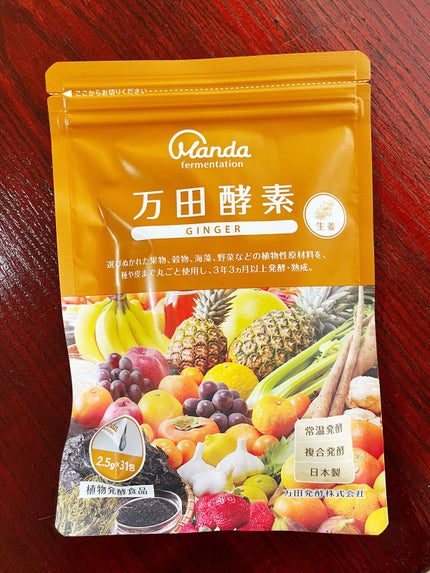 ここからお切りください
Manda
fermentation
万田酵素
GINGER
生姜
選びぬかれた果物、穀物、海藻、野菜などの植物性原材料を、
種や皮まで丸ごと使用し、3年3ヵ月以上発酵・熟成。
常温発酵
複合発酵
日本製
2.5g×31包
植物発酵食品
万田発酵株式会社